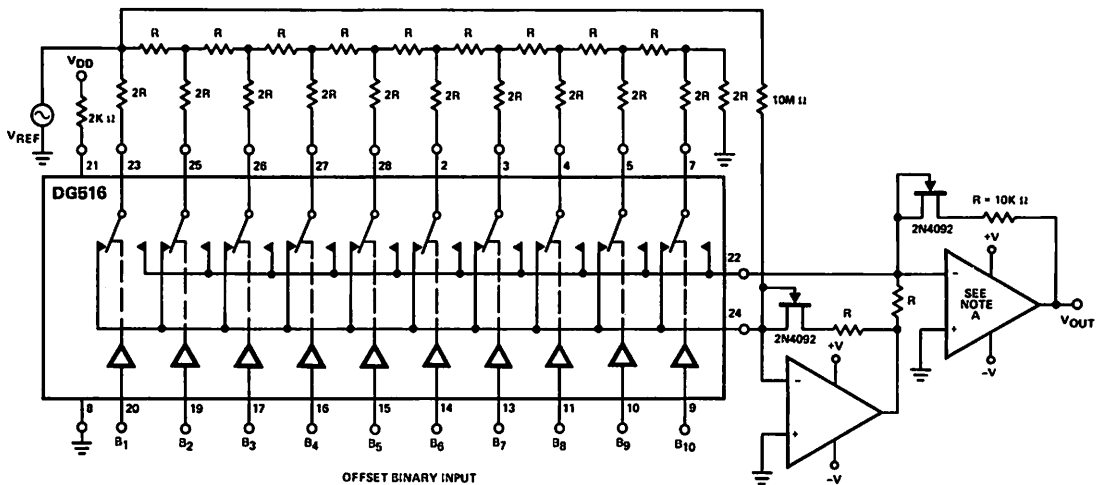 R R R R R R R R R
VDD
2R 2R 2R 2R 2R 2R 2R 2R 2R 2R 2R
10M Ω
2K Ω
VREF
21 23 25 26 27 28 2 3 4 5 7
DG516
2N4092
R = 10K Ω
+V
22
R
SEE NOTE A
VOUT
24
2N4092
R
-V
+V
8 20 19 17 16 15 14 13 11 10 9
B1 B2 B3 B4 B5 B6 B7 B8 B9 B10
-V
OFFSET BINARY INPUT